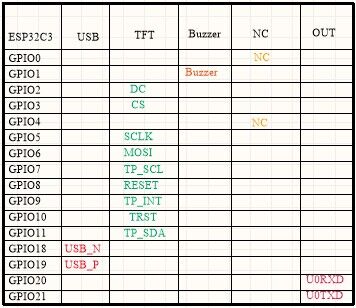 ESP32C3 USB TFT Buzzer NC OUT
GPIO0 NC
GPIO1 Buzzer
GPIO2 DC
GPIO3 CS
GPIO4 NC
GPIO5 SCLK
GPIO6 MOSI
GPIO7 TP_SCL
GPIO8 RESET
GPIO9 TP_INT
GPIO10 TRST
GPIO11 TP_SDA
GPIO18 USB_N
GPIO19 USB_P
GPIO20 U0RXD
GPIO21 U0TXD